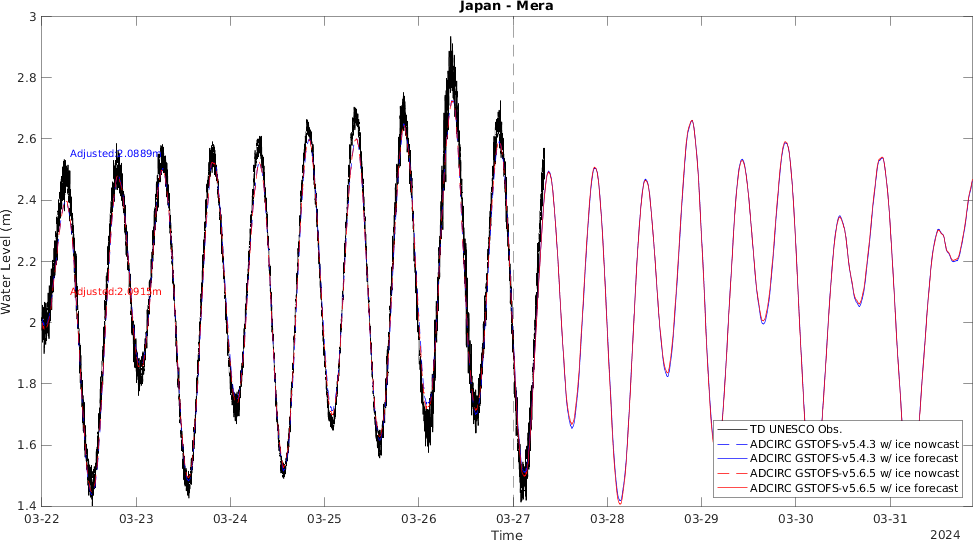 Japan - Mera
3
2.8
2.6
2.4
2.2
2
1.8
1.6
1.4
Water Level (m)
Adjusted:2.0889m
Adjusted:2.0915m
TD UNESCO Obs.
ADCIRC GSTOFS-v5.4.3 w/ ice nowcast
ADCIRC GSTOFS-v5.4.3 w/ ice forecast
ADCIRC GSTOFS-v5.6.5 w/ ice nowcast
ADCIRC GSTOFS-v5.6.5 w/ ice forecast
03-22 03-23 03-24 03-25 03-26 03-27 03-28 03-29 03-30 03-31
Time
2024